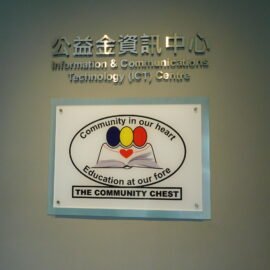 公益金資訊中心
Information & Communications
Technology (ICT) Centre
Community in our heart
Education at our fore
THE COMMUNITY CHEST